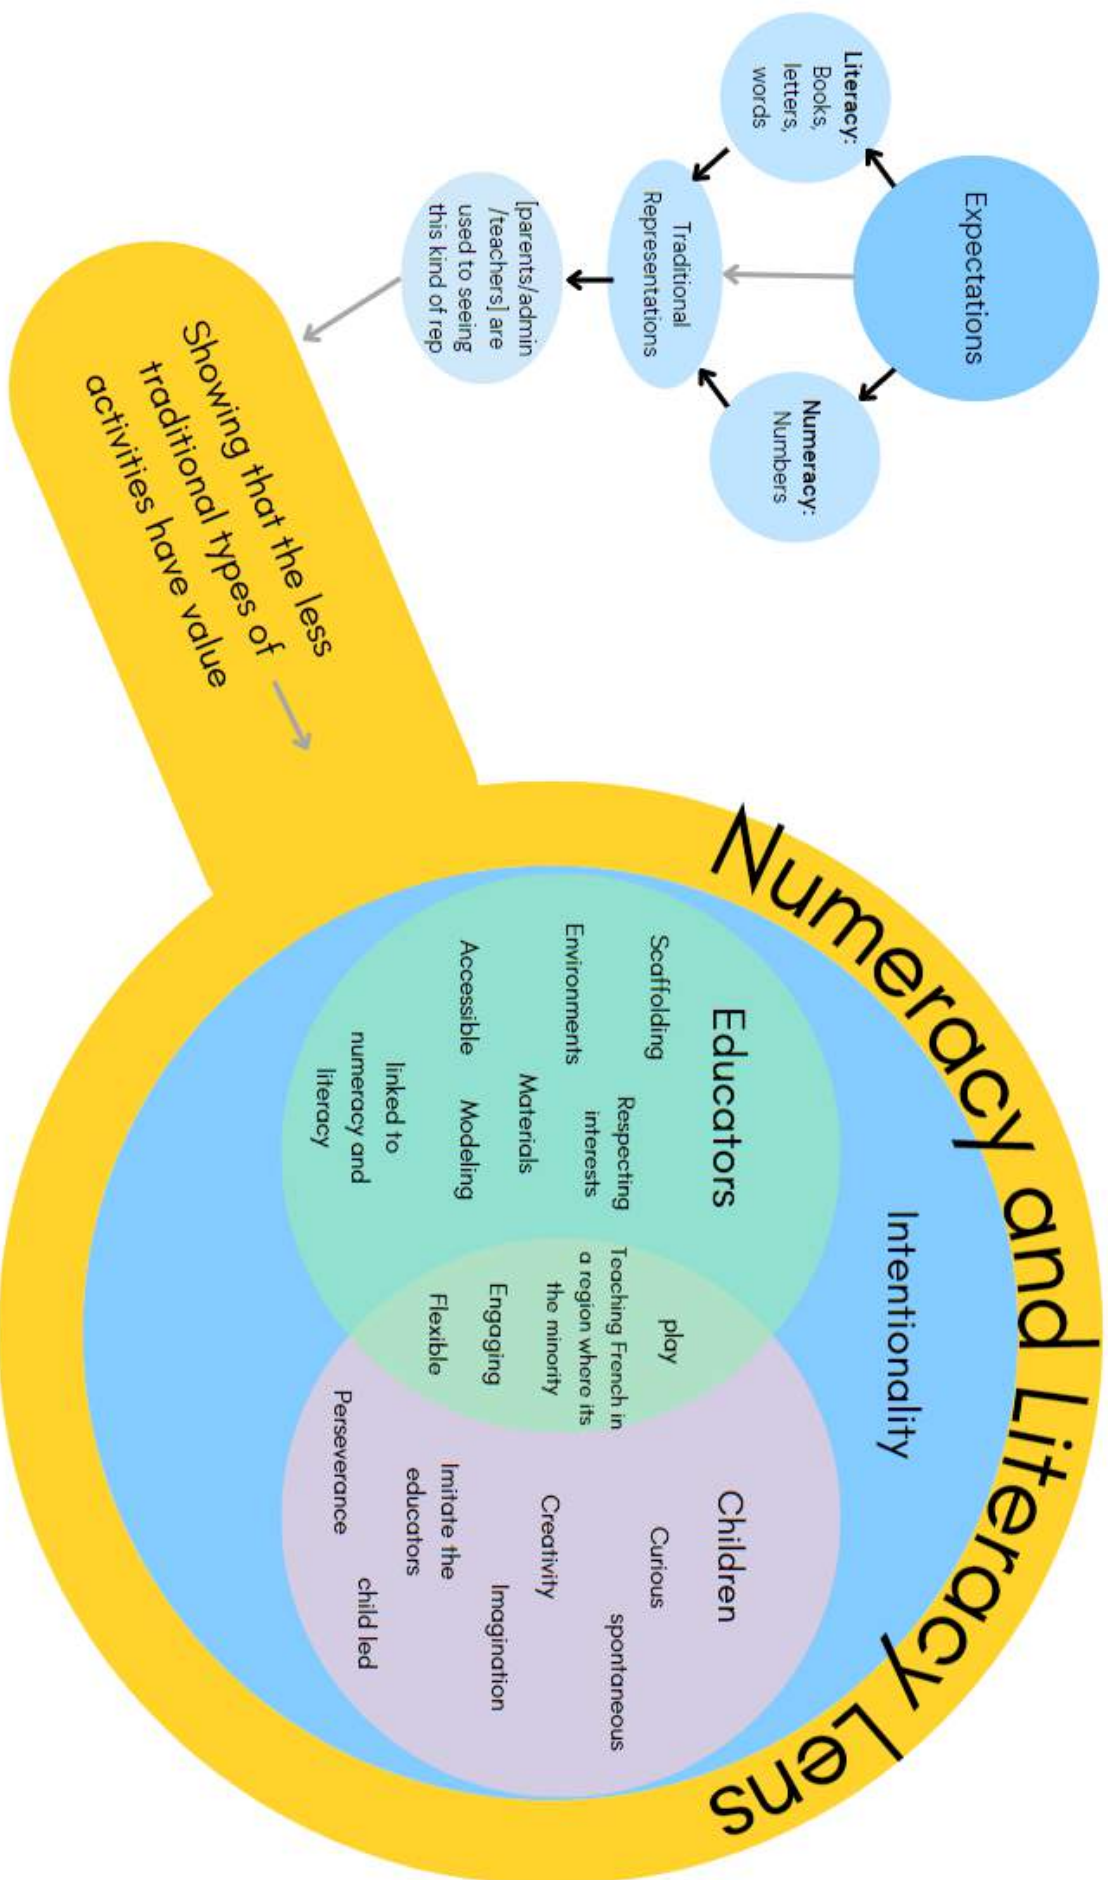 Expectations
Literacy:
Books,
letters,
words
Numeracy:
Numbers
Traditional
Representations
[parents/admin
/teachers] are
used to seeing
this kind of rep
Showing that the less
traditional types of
activities have value
Numeracy and Literacy Lens
Intentionality
Educators
Scaffolding
Respecting
interests
Environments
Materials
Accessible
Modeling
linked to
numeracy and
literacy
play
Teaching French in
a region where its
the minority
Engaging
Flexible
Children
Curious
spontaneous
Creativity
Imagination
Imitate the
educators
child led
Perseverance